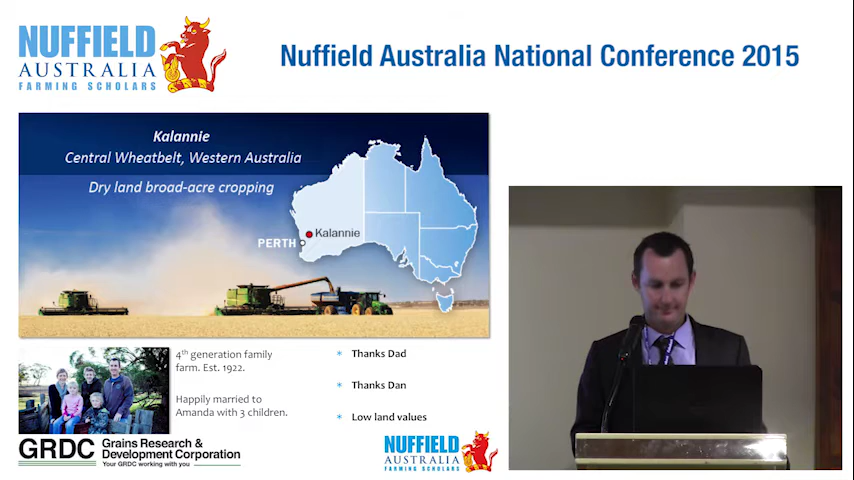 NUFFIELD
AUSTRALIA
FARMING SCHOLARS
Nuffield Australia National Conference 2015
Kalannie
Central Wheatbelt, Western Australia
Dry land broad-acre cropping
Kalannie
PERTH
4th generation family
farm. Est. 1922.
Happily married to
Amanda with 3 children.
* Thanks Dad
* Thanks Dan
* Low land values
GRDC
Grains Research &
Development Corporation
Your GRDC working with you
NUFFIELD
AUSTRALIA
FARMING SCHOLARS